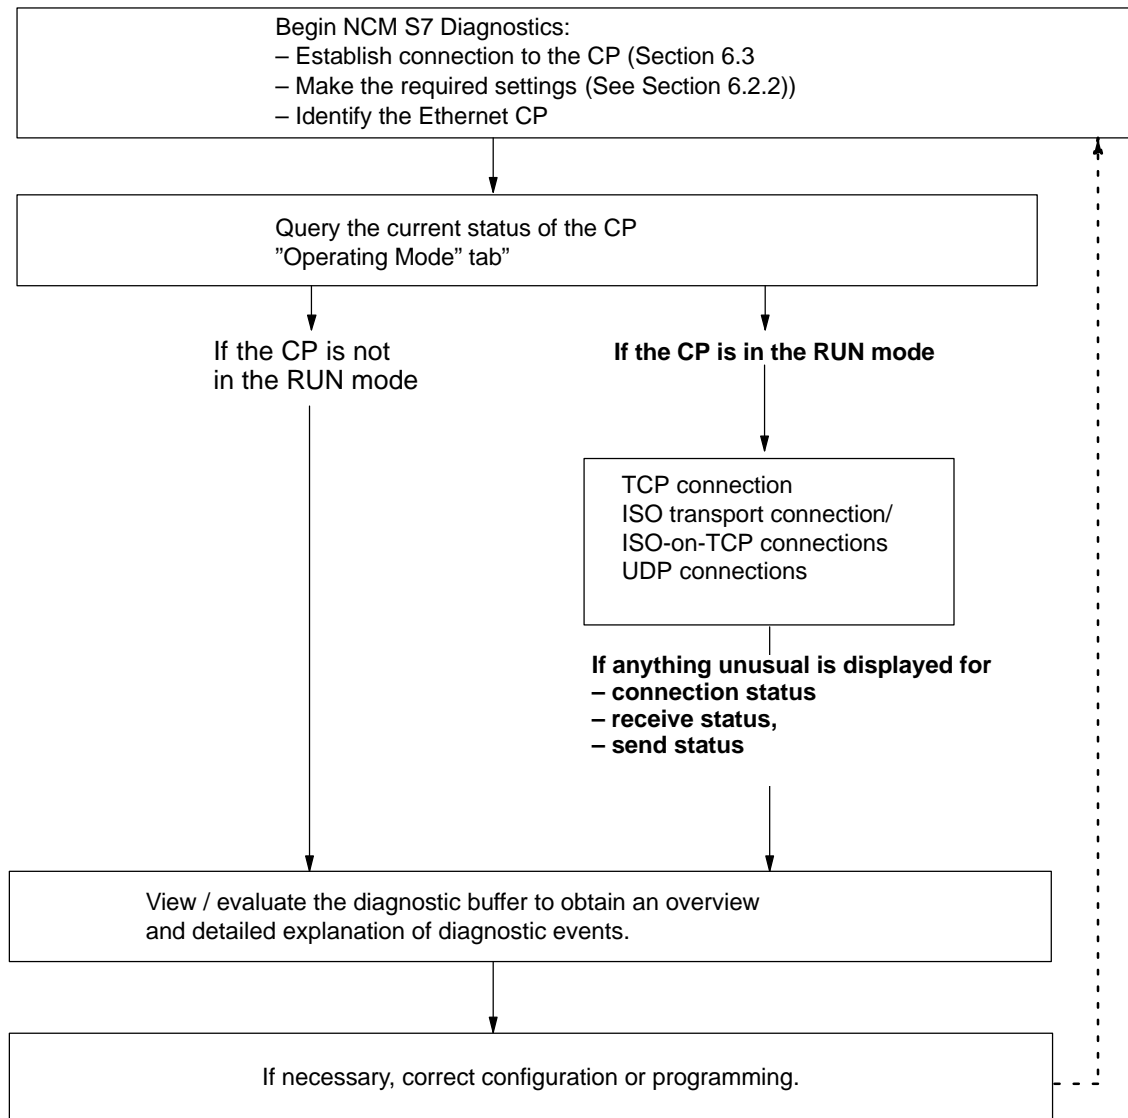 Begin NCM S7 Diagnostics:
– Establish connection to the CP (Section 6.3
– Make the required settings (See Section 6.2.2))
– Identify the Ethernet CP
Query the current status of the CP
”Operating Mode” tab”
If the CP is not
in the RUN mode
If the CP is in the RUN mode
TCP connection
ISO transport connection/
ISO-on-TCP connections
UDP connections
If anything unusual is displayed for
– connection status
– receive status,
– send status
View / evaluate the diagnostic buffer to obtain an overview
and detailed explanation of diagnostic events.
If necessary, correct configuration or programming.